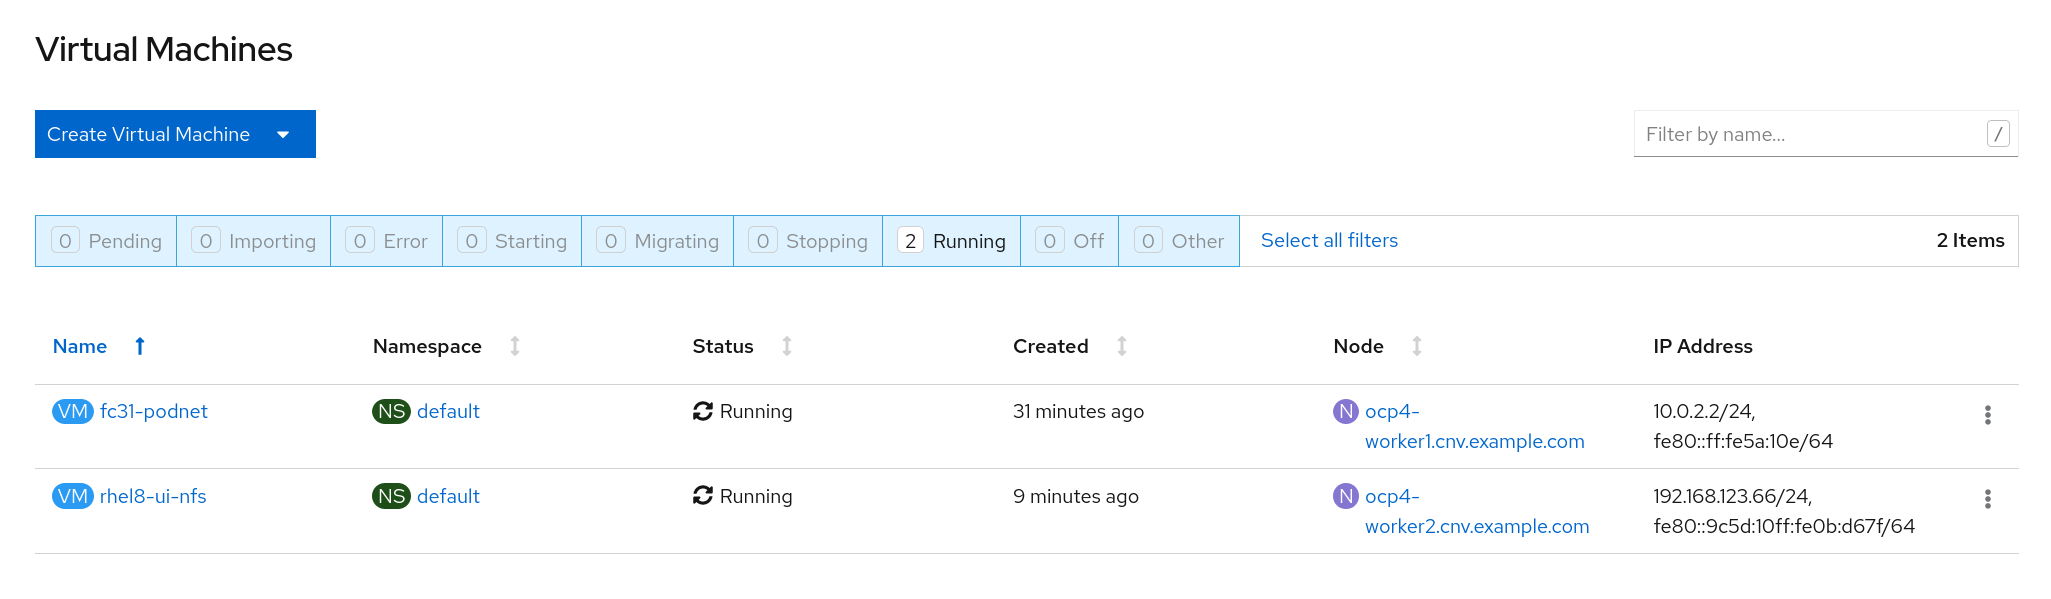 Virtual Machines
Create Virtual Machine
Filter by name...
/
0 Pending 0 Importing 0 Error 0 Starting 0 Migrating 0 Stopping 2 Running 0 Off 0 Other Select all filters 2 Items
Name Namespace Status Created Node IP Address
VM fc31-podnet NS default Running 31 minutes ago N ocp4- 10.0.2.2/24,
worker1.cnv.example.com fe80::ff:fe5a:10e/64
VM rhel8-ui-nfs NS default Running 9 minutes ago N ocp4- 192.168.123.66/24,
worker2.cnv.example.com fe80::9c5d:10ff:fe0b:d67f/64